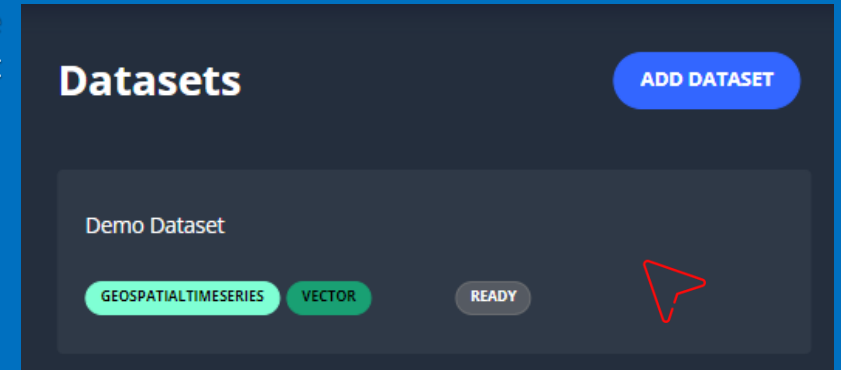 Datasets
ADD DATASET
Demo Dataset
GEOSPATIALTIMESERIES VECTOR READY